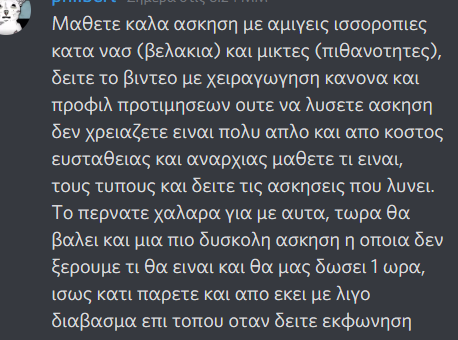 Μαθετε καλα ασκηση με αμιγεις ισσοροπιες
κατα νασ (βελακια) και μικτες (πιθανοτητες),
δειτε το βιντεο με χειραγωγηση κανονα και
προφιλ προτιμησεων ουτε να λυσετε ασκηση
δεν χρειαζετε ειναι πολυ απλο και απο κοστος
ευσταθειας και αναρχιας μαθετε τι ειναι,
τους τυπους και δειτε τις ασκησεις που λυνει.
Το περνατε χαλαρα για με αυτα, τωρα θα
βαλει και μια πιο δυσκολη ασκηση η οποια δεν
ξερουμε τι θα ειναι και θα μας δωσει 1 ωρα,
ισως κατι παρετε και απο εκει με λιγο
διαβασμα επι τοπου οταν δειτε εκφωνηση